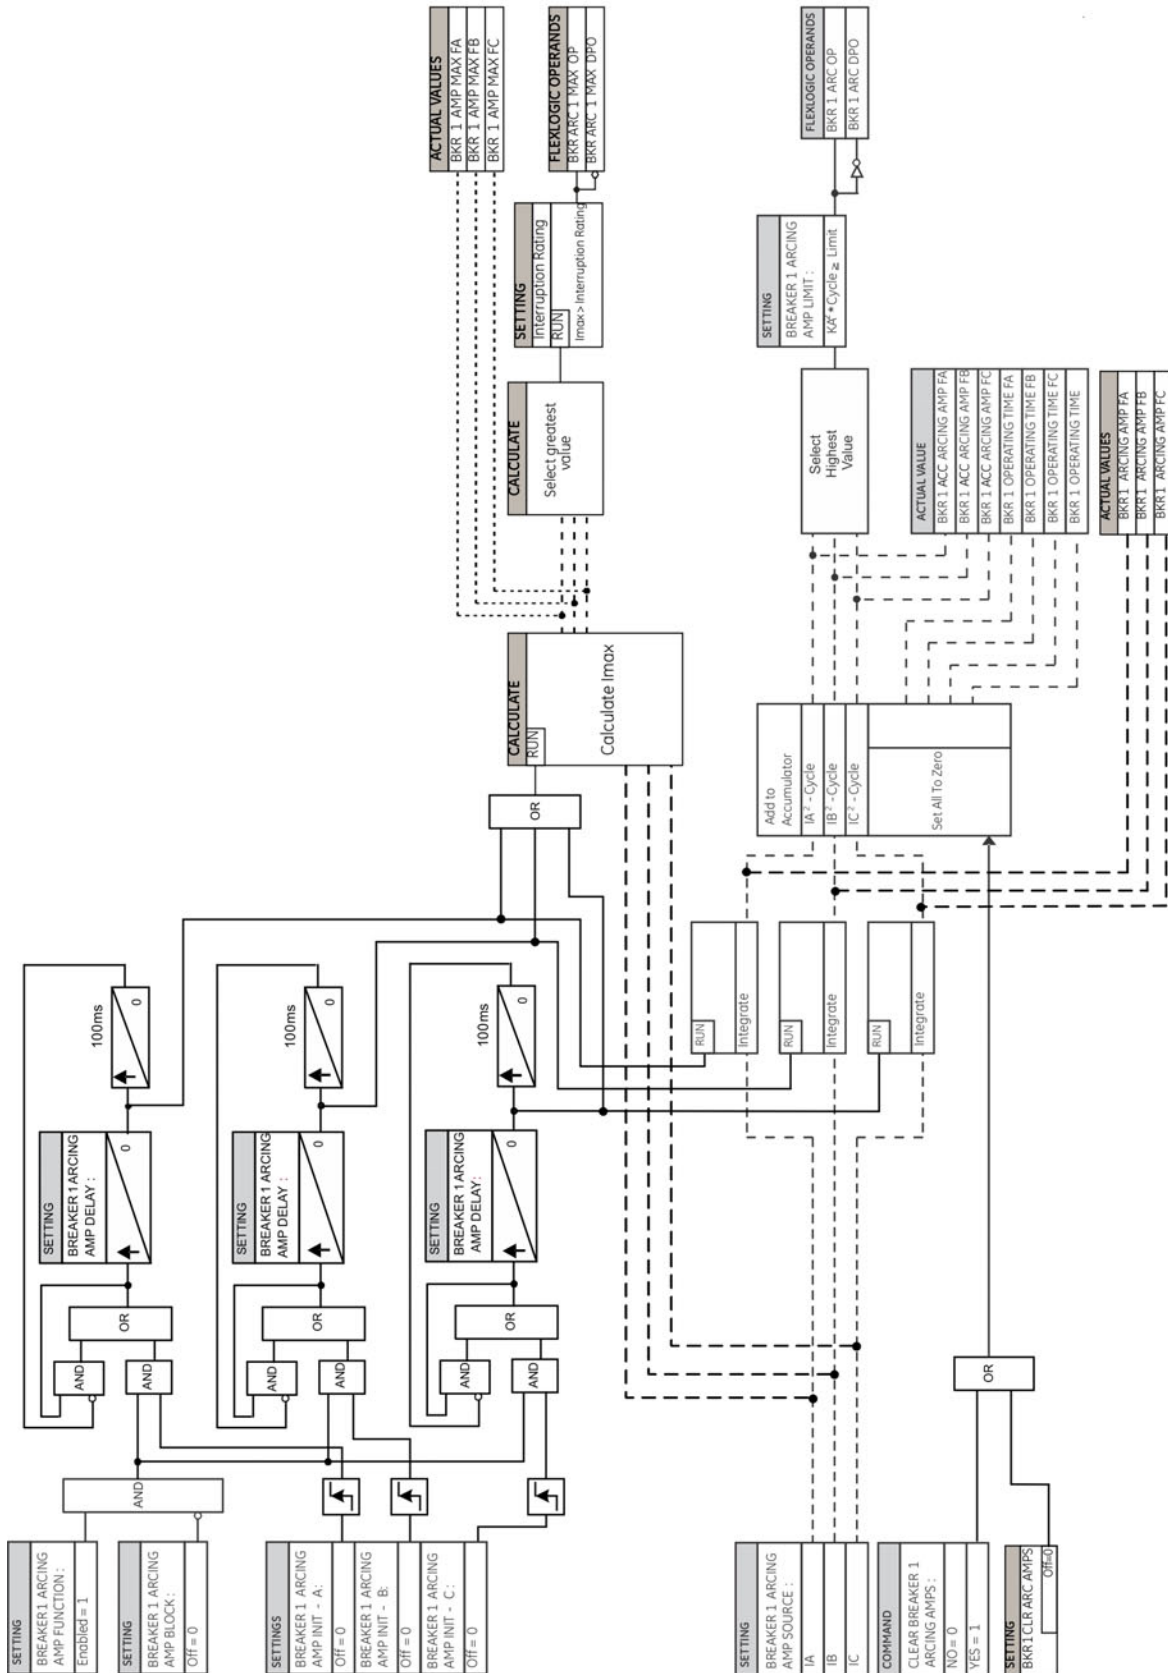 SETTING
BREAKER 1 ARCING
AMP FUNCTION :
Enabled = 1
SETTING
BREAKER 1 ARCING
AMP BLOCK :
Off = 0
SETTINGS
BREAKER 1 ARCING
AMP INIT - A:
Off = 0
BREAKER 1 ARCING
AMP INIT - B:
Off = 0
BREAKER 1 ARCING
AMP INIT - C :
Off = 0
SETTING
BREAKER 1 ARCING
AMP SOURCE :
IA
IB
IC
COMMAND
CLEAR BREAKER 1
ARCING AMPS :
NO = 0
YES = 1
SETTING
BKR1CLR ARC AMPS
Off=0
AND
AND
AND
OR
AND
AND
OR
AND
AND
OR
OR
SETTING
BREAKER 1 ARCING
AMP DELAY :
0
100ms
0
SETTING
BREAKER 1 ARCING
AMP DELAY :
0
100ms
0
SETTING
BREAKER 1 ARCING
AMP DELAY:
0
100ms
0
RUN
Integrate
RUN
Integrate
RUN
Integrate
OR
CALCULATE
RUN
Calculate Imax
Add to
Accumulator
IA² - Cycle
IB² - Cycle
IC² - Cycle
Set All To Zero
CALCULATE
Select greatest
value
SETTING
Interruption Rating
RUN
Imax > Interruption Rating
ACTUAL VALUES
BKR 1 AMP MAX FA
BKR 1 AMP MAX FB
BKR 1 AMP MAX FC
FLEXLOGIC OPERANDS
BKR ARC 1 MAX OP
BKR ARC 1 MAX DPO
Select
Highest
Value
SETTING
BREAKER 1 ARCING
AMP LIMIT :
KA² * Cycle ≥ Limit
FLEXLOGIC OPERANDS
BKR 1 ARC OP
BKR 1 ARC DPO
ACTUAL VALUE
BKR 1 ACC ARCING AMP FA
BKR 1 ACC ARCING AMP FB
BKR 1 ACC ARCING AMP FC
BKR 1 OPERATING TIME FA
BKR 1 OPERATING TIME FB
BKR 1 OPERATING TIME FC
BKR 1 OPERATING TIME
ACTUAL VALUES
BKR 1 ARCING AMP FA
BKR 1 ARCING AMP FB
BKR 1 ARCING AMP FC